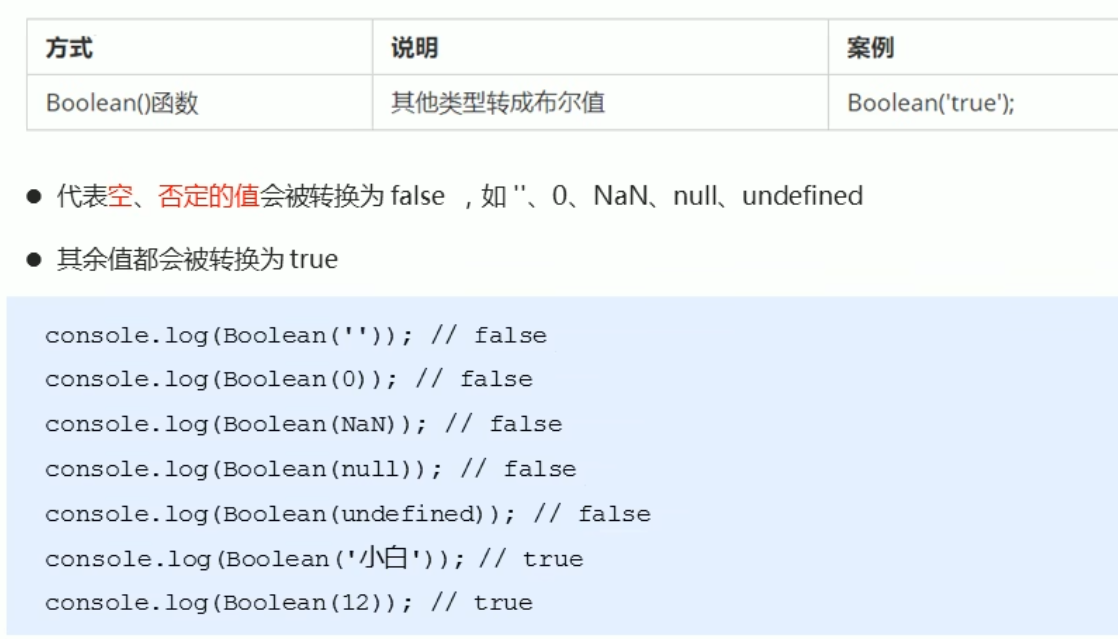 方式 说明 案例
Boolean()函数 其他类型转成布尔值 Boolean('true');
● 代表空、否定的值会被转换为 false ，如 ''、0、NaN、null、undefined
● 其余值都会被转换为 true
console.log(Boolean('')); // false
console.log(Boolean(0)); // false
console.log(Boolean(NaN)); // false
console.log(Boolean(null)); // false
console.log(Boolean(undefined)); // false
console.log(Boolean('小白')); // true
console.log(Boolean(12)); // true